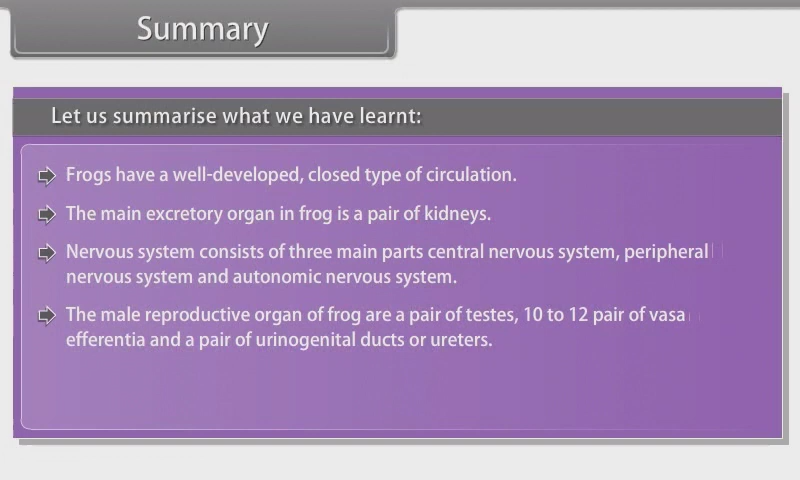 Summary
Let us summarise what we have learnt:
Frogs have a well-developed, closed type of circulation.
The main excretory organ in frog is a pair of kidneys.
Nervous system consists of three main parts central nervous system, peripheral
nervous system and autonomic nervous system.
The male reproductive organ of frog are a pair of testes, 10 to 12 pair of vasa
efferentia and a pair of urinogenital ducts or ureters.